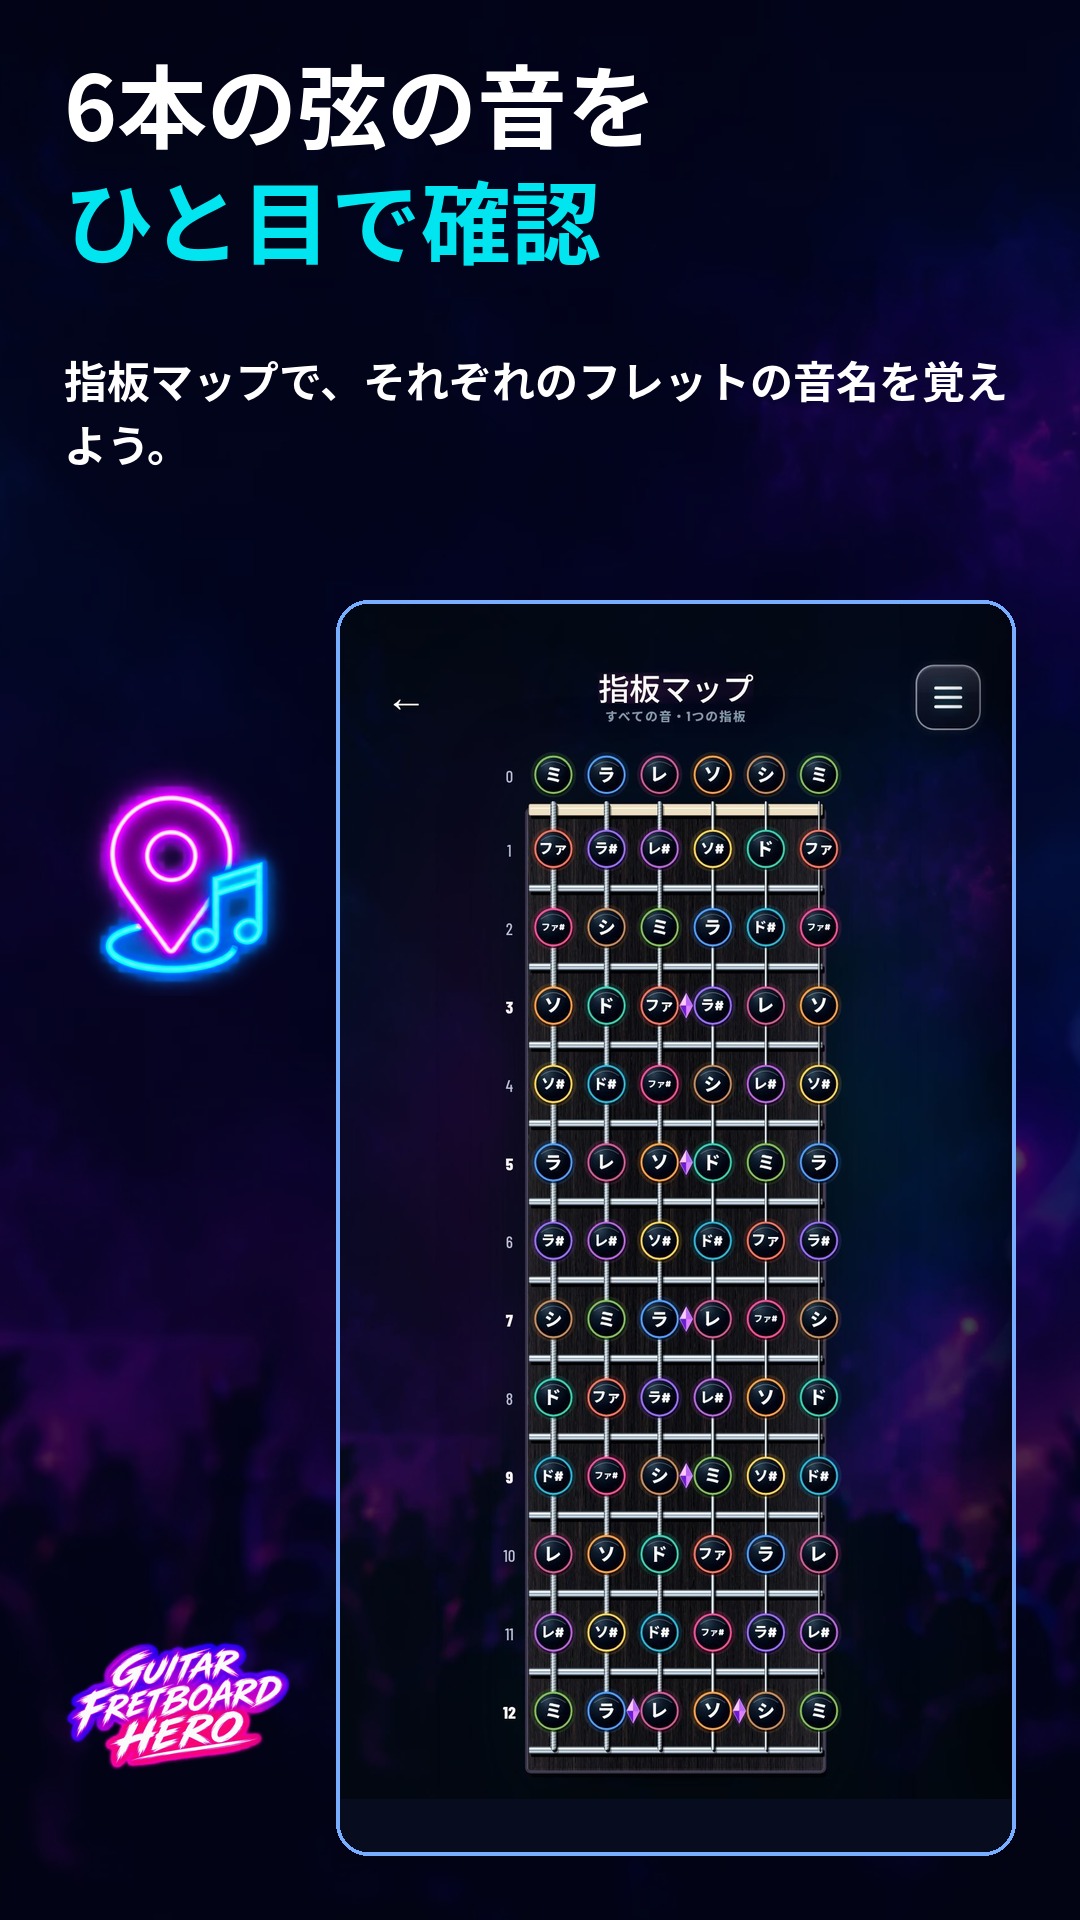 6本の弦の音を
ひと目で確認
指板マップで、それぞれのフレットの音名を覚え
よう。
←
指板マップ
すべての音・1つの指板
0 ミ ラ レ ソ シ ミ
1 ファ ラ# レ# ソ# ド ファ
2 ファ# シ ミ ラ ド# ファ#
3 ソ ド ファ ラ# レ ソ
4 ソ# ド# ファ# シ レ# ソ#
5 ラ レ ソ ド ミ ラ
6 ラ# レ# ソ# ド# ファ ラ#
7 シ ミ ラ レ ファ# シ
8 ド ファ ラ# レ# ソ ド
9 ド# ファ# シ ミ ソ# ド#
10 レ ソ ド ファ ラ レ
11 レ# ソ# ド# ファ# ラ# レ#
12 ミ ラ レ ソ シ ミ
GUITAR
FRETBOARD
HERO